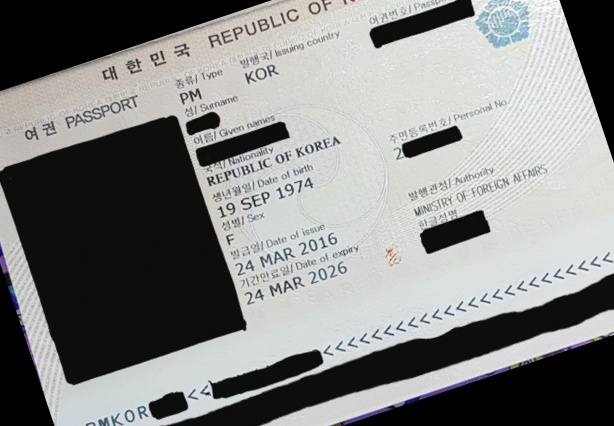 대한민국 REPUBLIC OF
여권 PASSPORT
종류/ Type 발행국/ Issuing country 여권번호/
PM KOR
성/ Surname
이름/ Given names
국적/ Nationality
REPUBLIC OF KOREA
생년월일/ Date of birth 주민등록번호/ Personal No
19 SEP 1974 2
성별/ Sex
F
발급일/ Date of issue 발행관청/ Authority
24 MAR 2016 MINISTRY OF FOREIGN AFFAIRS
기간만료일/ Date of expiry 한글성명
24 MAR 2026
PMKOR <<
<<<<<<<<<<<<<<<<<<<<<<<<